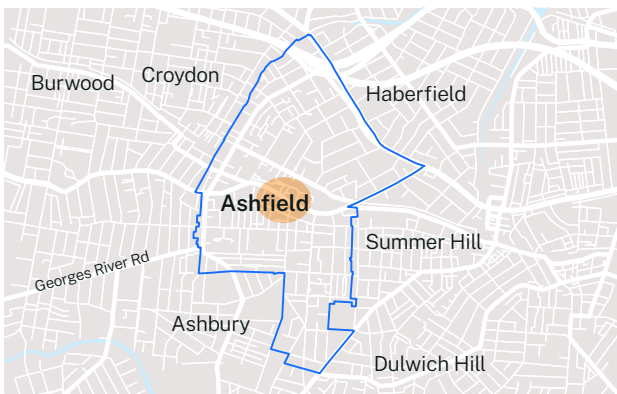 Croydon
Burwood
Haberfield
Ashfield
Summer Hill
Georges River Rd
Ashbury
Dulwich Hill